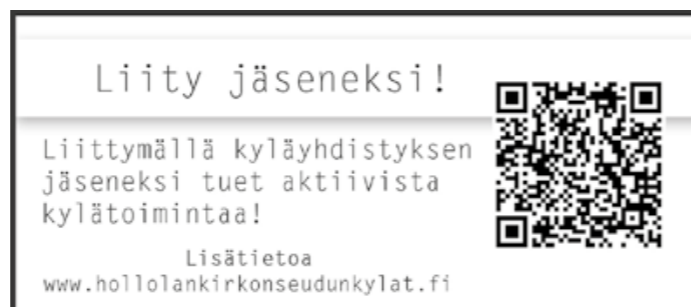 Liity jäseneksi!
Liittymällä kyläyhdistyksen
jäseneksi tuet aktiivista
kylätoimintaa!
Lisätietoa
www.hollolankirkonseudunkylat.fi